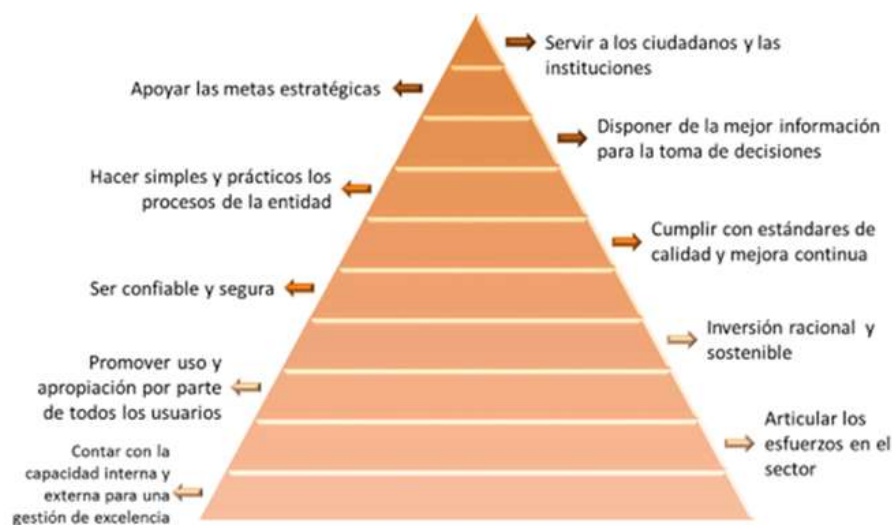 Servir a los ciudadanos y las
instituciones
Apoyar las metas estratégicas
Disponer de la mejor información
para la toma de decisiones
Hacer simples y prácticos los
procesos de la entidad
Cumplir con estándares de
calidad y mejora continua
Ser confiable y segura
Inversión racional y
sostenible
Promover uso y
apropiación por parte
de todos los usuarios
Articular los
esfuerzos en el
sector
Contar con la
capacidad interna y
externa para una
gestión de excelencia